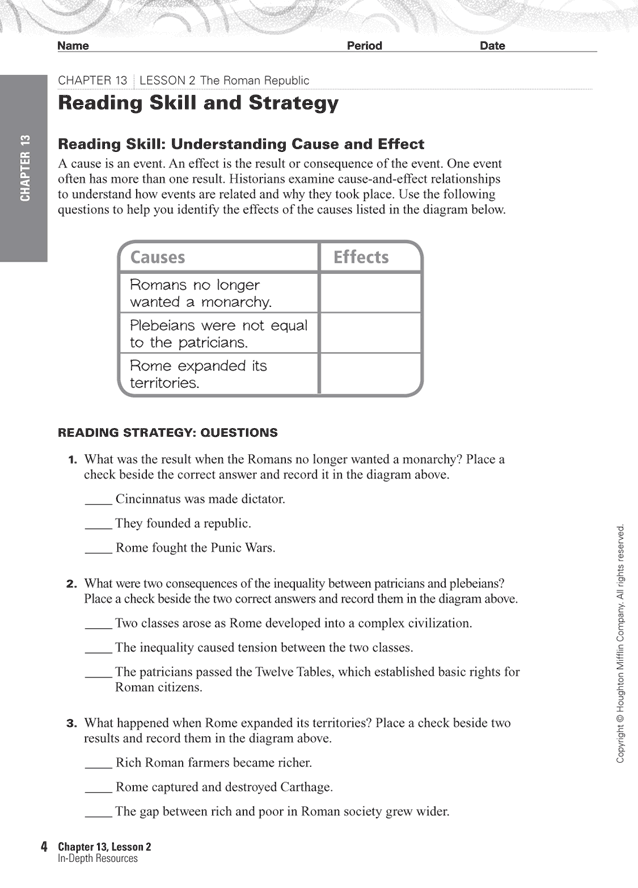 Name Period Date
CHAPTER 13 | LESSON 2 The Roman Republic
Reading Skill and Strategy
CHAPTER 13
Reading Skill: Understanding Cause and Effect
A cause is an event. An effect is the result or consequence of the event. One event
often has more than one result. Historians examine cause-and-effect relationships
to understand how events are related and why they took place. Use the following
questions to help you identify the effects of the causes listed in the diagram below.
Causes Effects
Romans no longer
wanted a monarchy.
Plebeians were not equal
to the patricians.
Rome expanded its
territories.
READING STRATEGY: QUESTIONS
1. What was the result when the Romans no longer wanted a monarchy? Place a
check beside the correct answer and record it in the diagram above.
____ Cincinnatus was made dictator.
____ They founded a republic.
____ Rome fought the Punic Wars.
2. What were two consequences of the inequality between patricians and plebeians?
Place a check beside the two correct answers and record them in the diagram above.
____ Two classes arose as Rome developed into a complex civilization.
____ The inequality caused tension between the two classes.
____ The patricians passed the Twelve Tables, which established basic rights for
Roman citizens.
3. What happened when Rome expanded its territories? Place a check beside two
results and record them in the diagram above.
____ Rich Roman farmers became richer.
____ Rome captured and destroyed Carthage.
____ The gap between rich and poor in Roman society grew wider.
Copyright © Houghton Mifflin Company. All rights reserved.
4 Chapter 13, Lesson 2
In-Depth Resources